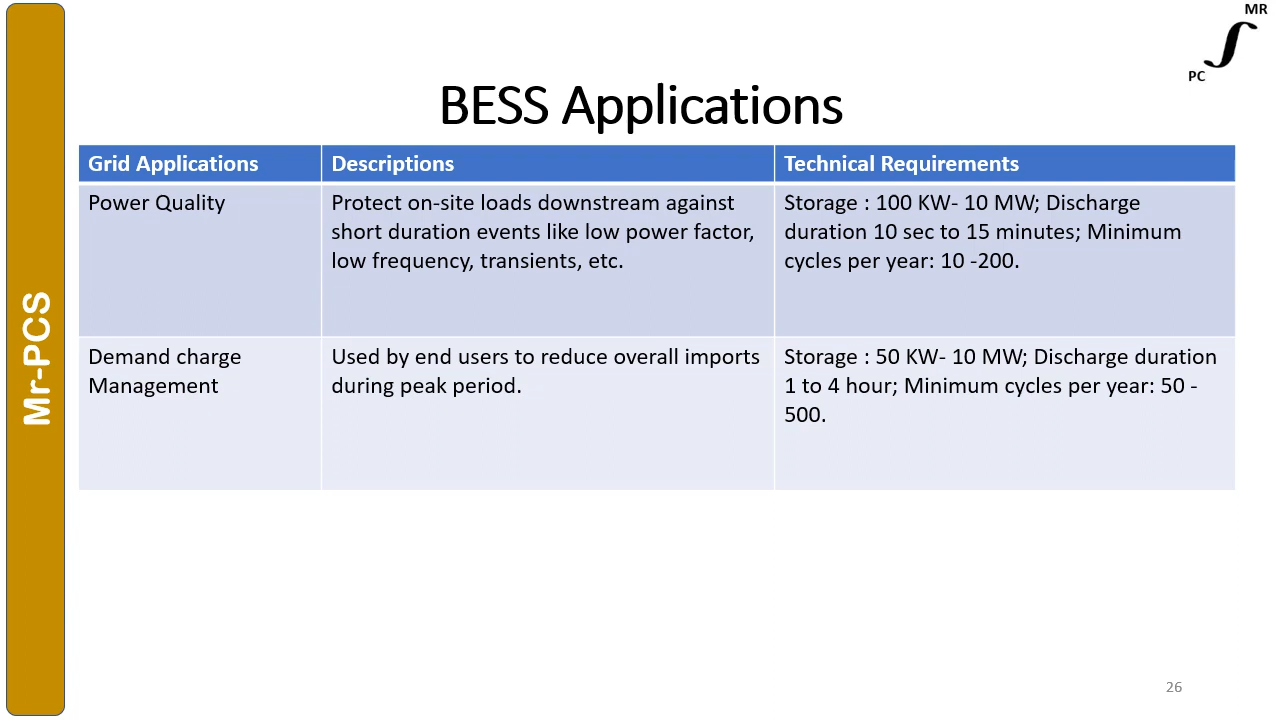 MR
PC
BESS Applications
Mr-PCS
Grid Applications
Descriptions
Technical Requirements
Power Quality
Protect on-site loads downstream against
short duration events like low power factor,
low frequency, transients, etc.
Storage : 100 KW- 10 MW; Discharge
duration 10 sec to 15 minutes; Minimum
cycles per year: 10 -200.
Demand charge
Management
Used by end users to reduce overall imports
during peak period.
Storage : 50 KW- 10 MW; Discharge duration
1 to 4 hour; Minimum cycles per year: 50 -
500.
26